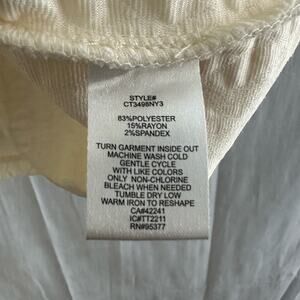 STYLE#
CT3498NY3
83%POLYESTER
15%RAYON
2%SPANDEX
TURN GARMENT INSIDE OUT
MACHINE WASH COLD
GENTLE CYCLE
WITH LIKE COLORS
ONLY NON-CHLORINE
BLEACH WHEN NEEDED
TUMBLE DRY LOW
WARM IRON TO RESHAPE
CA#42241
IC#TT2211
RN#95377